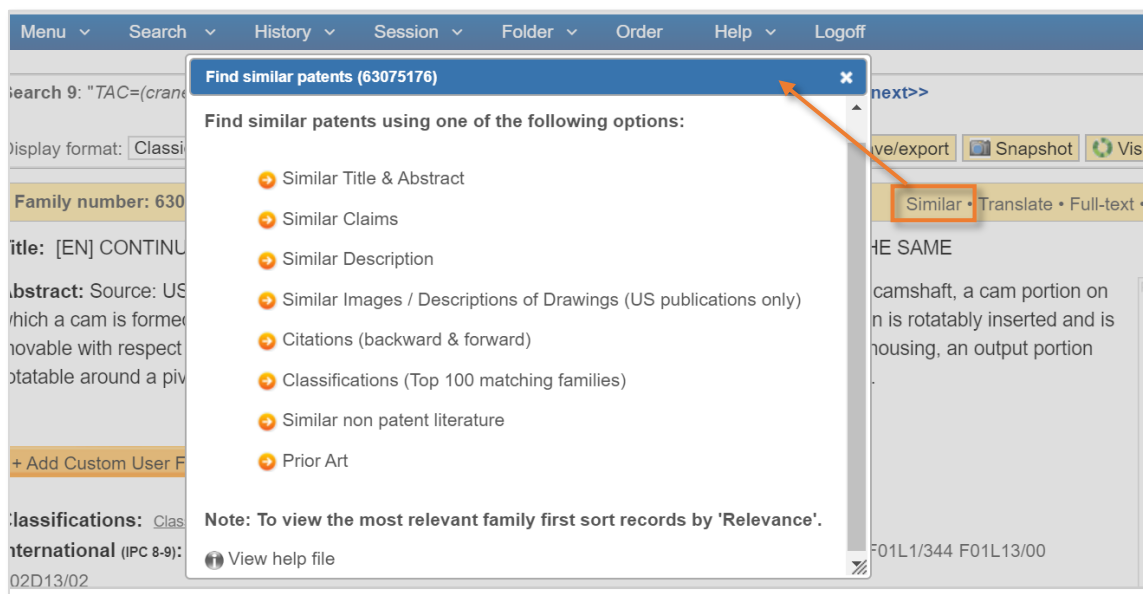 Menu Search History Session Folder Order Help Logoff
Find similar patents (63075176)
Search 9: "TAC=(crane next>>
Find similar patents using one of the following options:
Display format: Classi ve/export Snapshot Vis
Similar Title & Abstract
Family number: 630 Similar • Translate • Full-text •
Similar Claims
Title: [EN] CONTINU HE SAME
Similar Description
Abstract: Source: US camshaft, a cam portion on
Similar Images / Descriptions of Drawings (US publications only)
which a cam is formed n is rotatably inserted and is
Citations (backward & forward)
movable with respect housing, an output portion
Classifications (Top 100 matching families)
otatable around a piv .
Similar non patent literature
+ Add Custom User F
Prior Art
Classifications: Clas
Note: To view the most relevant family first sort records by 'Relevance'.
International (IPC 8-9): F01L1/344 F01L13/00
View help file
02D13/02